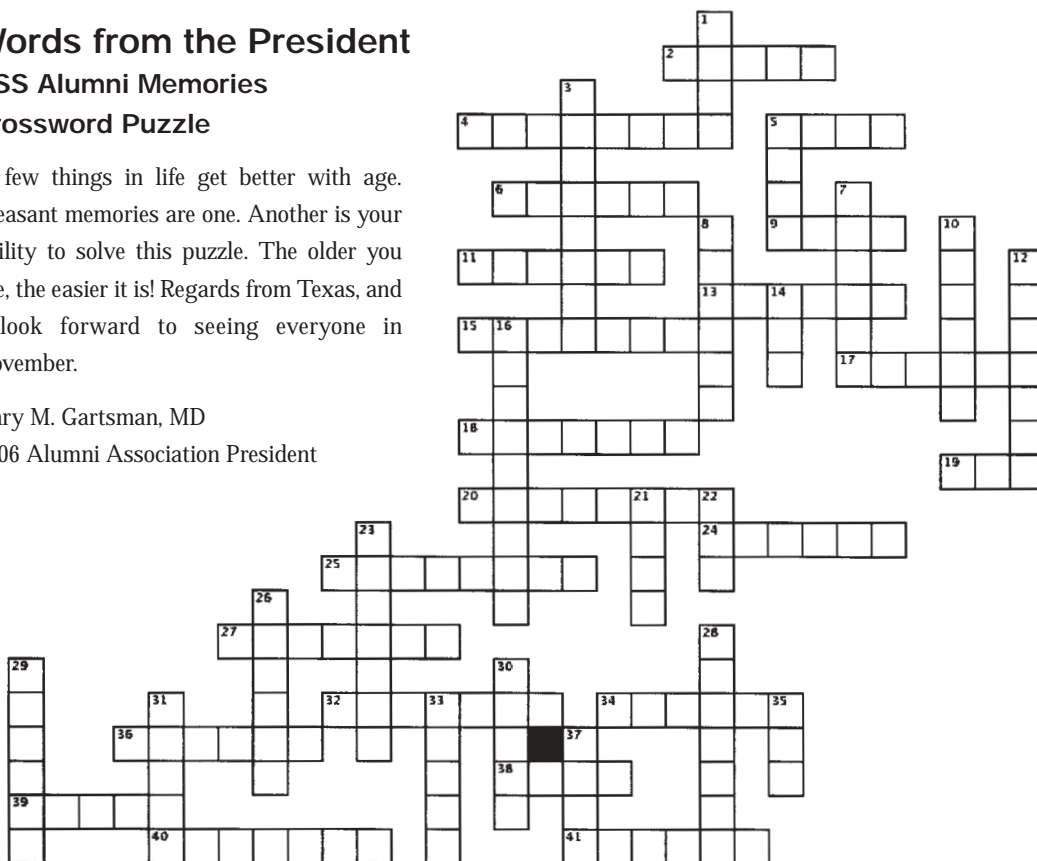 ords from the President
SS Alumni Memories
rossword Puzzle
few things in life get better with age.
easant memories are one. Another is your
ility to solve this puzzle. The older you
e, the easier it is! Regards from Texas, and
look forward to seeing everyone in
ovember.
ary M. Gartsman, MD
06 Alumni Association President
1
2
3
4 5
6 7
8 9 10
11 12
13 14
15 16
17
18
19
20 21 22
23 24
25
26
27 28
29 30
31 32 33 34 35
36 37
38
39
40 41